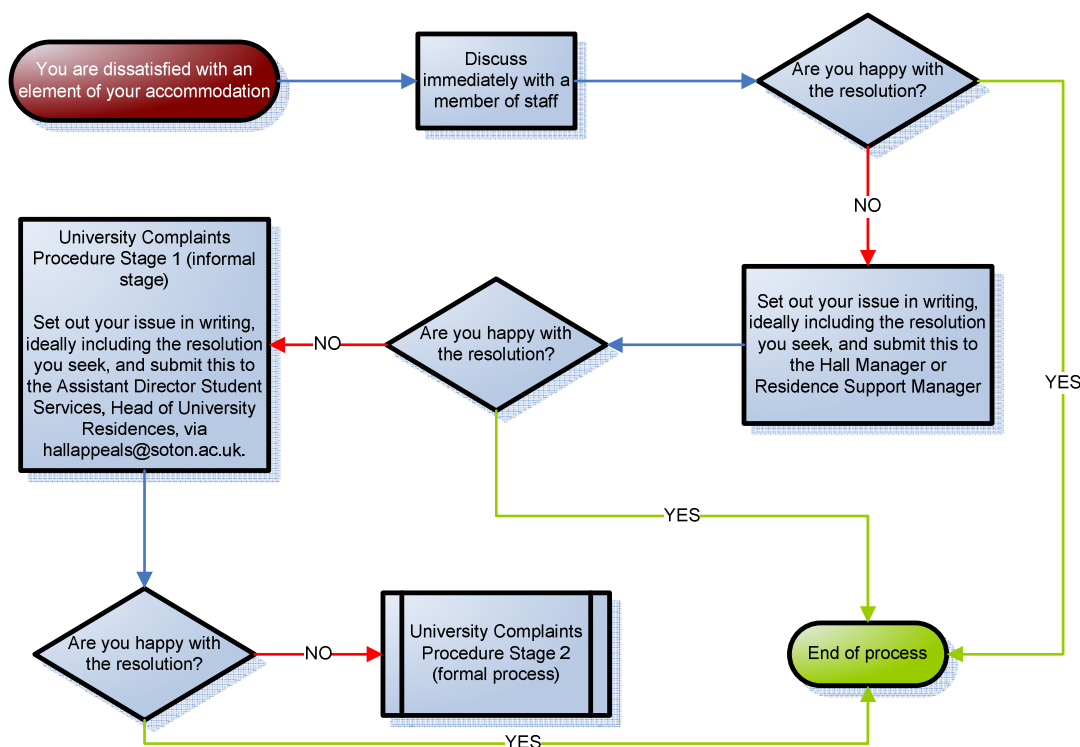 You are dissatisfied with an
element of your accommodation
Discuss
immediately with a
member of staff
Are you happy with
the resolution?
NO
YES
Set out your issue in writing,
ideally including the resolution
you seek, and submit this to
the Hall Manager or
Residence Support Manager
Are you happy with
the resolution?
NO
YES
University Complaints
Procedure Stage 1 (informal
stage)
Set out your issue in writing,
ideally including the resolution
you seek, and submit this to
the Assistant Director Student
Services, Head of University
Residences, via
hallappeals@soton.ac.uk.
Are you happy with
the resolution?
NO
YES
University Complaints
Procedure Stage 2
(formal process)
End of process